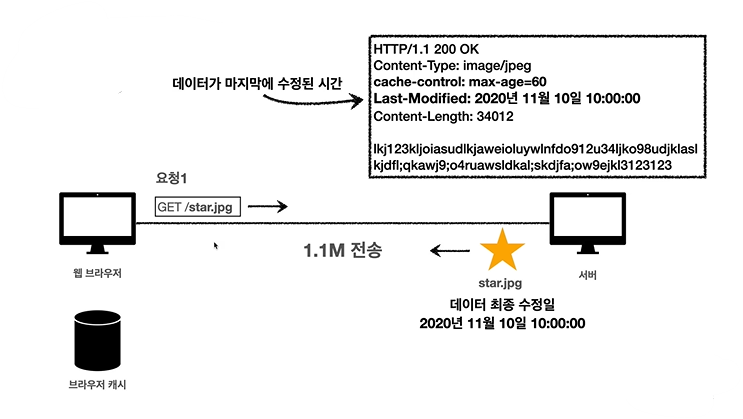 HTTP/1.1 200 OK
Content-Type: image/jpeg
cache-control: max-age=60
Last-Modified: 2020년 11월 10일 10:00:00
Content-Length: 34012
lkj123kljoiasudlkjaweioluywlnfdo912u34ljko98udjklasl
kjdfl;qkawj9;o4ruawsldkal;skdjfa;ow9ejkl3123123
데이터가 마지막에 수정된 시간
요청1
GET /star.jpg
1.1M 전송
웹 브라우저
star.jpg
서버
데이터 최종 수정일
2020년 11월 10일 10:00:00
브라우저 캐시